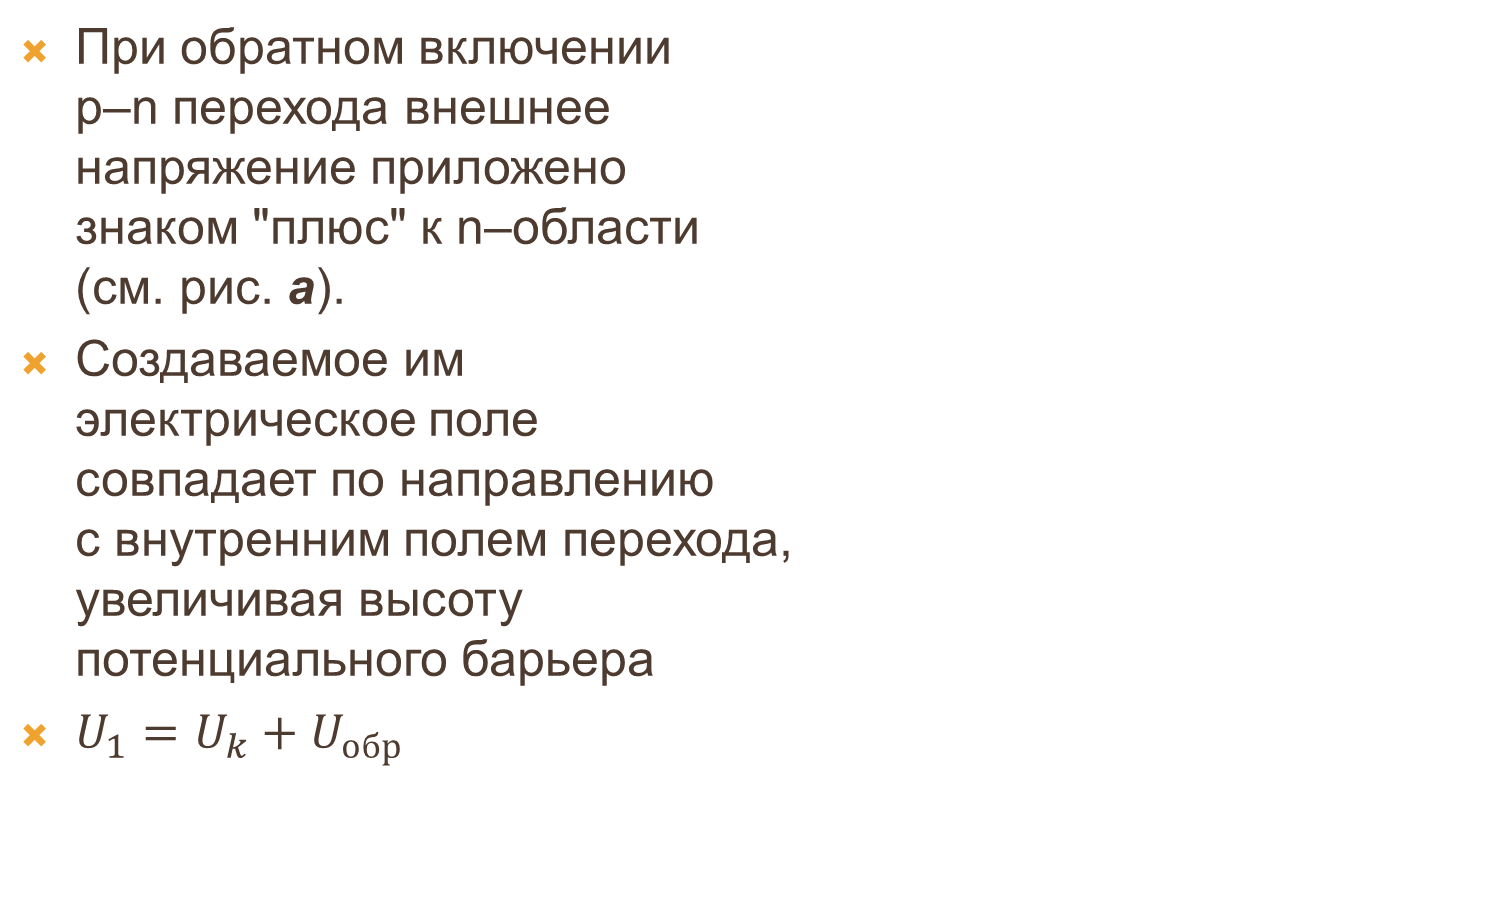 При обратном включении
p–n перехода внешнее
напряжение приложено
знаком "плюс" к n–области
(см. рис. а).
Создаваемое им
электрическое поле
совпадает по направлению
с внутренним полем перехода,
увеличивая высоту
потенциального барьера
U₁ = Uₖ + Uобр